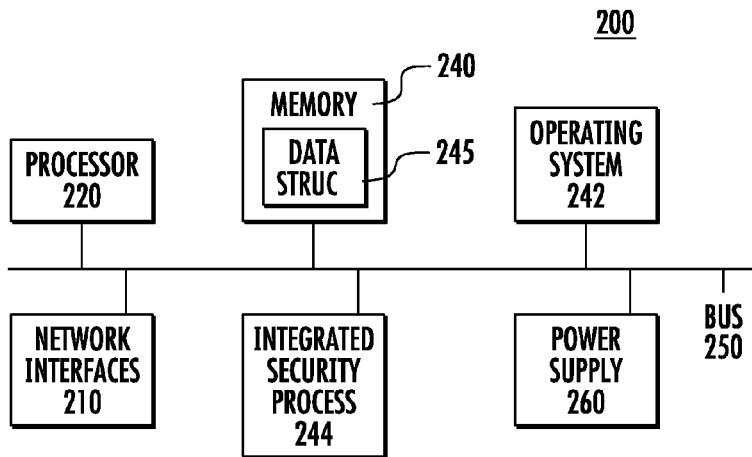 200
240
MEMORY
DATA
STRUC
245
OPERATING
SYSTEM
242
PROCESSOR
220
NETWORK
INTERFACES
210
INTEGRATED
SECURITY
PROCESS
244
POWER
SUPPLY
260
BUS
250